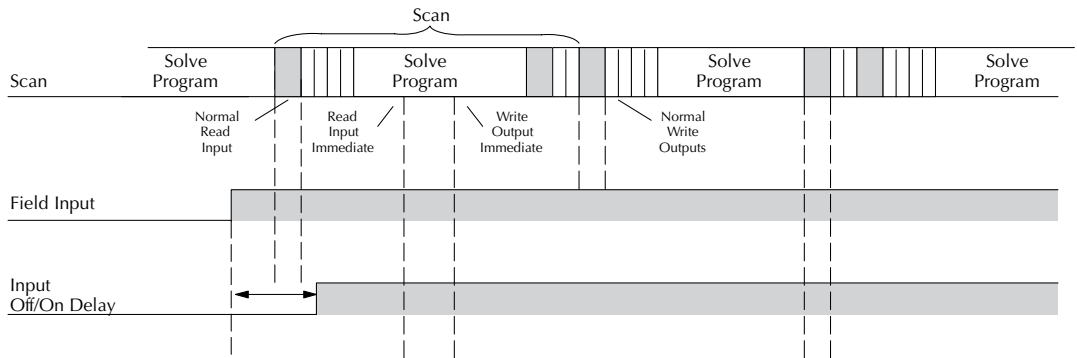 Scan
Scan
Solve
Program
Solve
Program
Solve
Program
Solve
Program
Normal
Read
Input
Read
Input
Immediate
Write
Output
Immediate
Normal
Write
Outputs
Field Input
Input
Off/On Delay